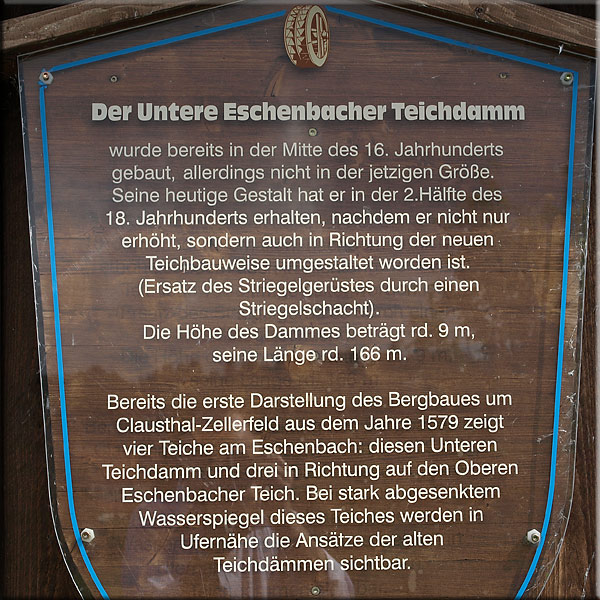 Der Untere Eschenbacher Teichdamm
wurde bereits in der Mitte des 16. Jahrhunderts
gebaut, allerdings nicht in der jetzigen Größe.
Seine heutige Gestalt hat er in der 2.Hälfte des
18. Jahrhunderts erhalten, nachdem er nicht nur
erhöht, sondern auch in Richtung der neuen
Teichbauweise umgestaltet worden ist.
(Ersatz des Striegelgerüstes durch einen
Striegelschacht).
Die Höhe des Dammes beträgt rd. 9 m,
seine Länge rd. 166 m.
Bereits die erste Darstellung des Bergbaues um
Clausthal-Zellerfeld aus dem Jahre 1579 zeigt
vier Teiche am Eschenbach: diesen Unteren
Teichdamm und drei in Richtung auf den Oberen
Eschenbacher Teich. Bei stark abgesenktem
Wasserspiegel dieses Teiches werden in
Ufernähe die Ansätze der alten
Teichdämmen sichtbar.